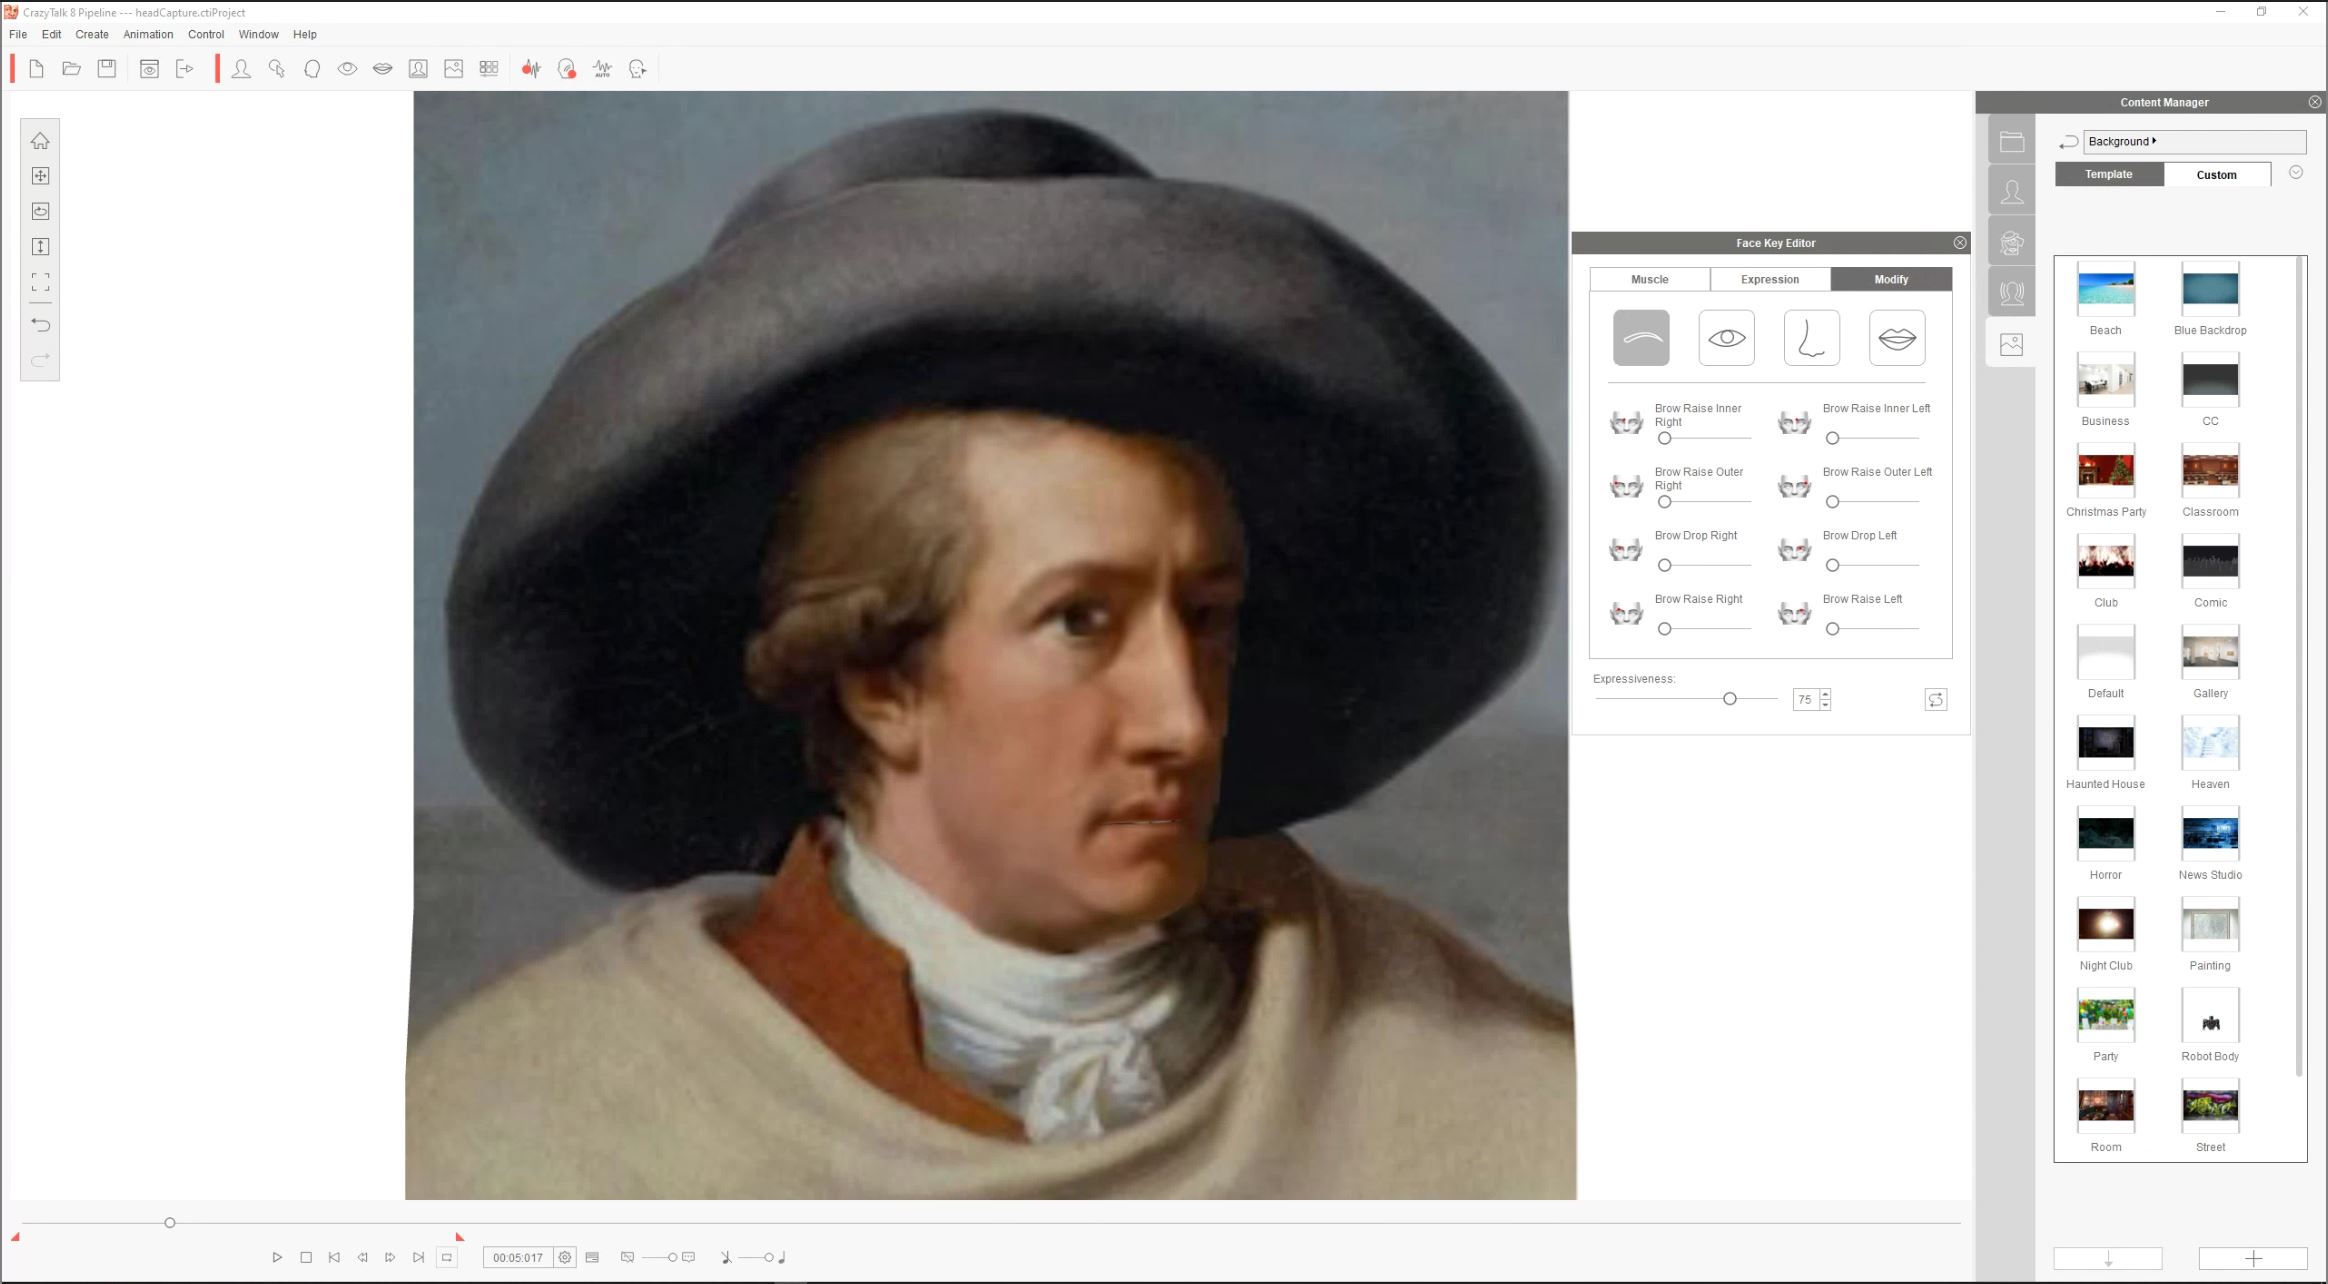 CrazyTalk 8 Pipeline --- headCapture.ctiProject
File Edit Create Animation Control Window Help
AUTO
Content Manager
Background
Template Custom
Beach Blue Backdrop
Business CC
Christmas Party Classroom
Club Comic
Default Gallery
Haunted House Heaven
Horror News Studio
Night Club Painting
Party Robot Body
Room Street
Face Key Editor
Muscle Expression Modify
Brow Raise Inner
Right
Brow Raise Inner Left
Brow Raise Outer
Right
Brow Raise Outer Left
Brow Drop Right Brow Drop Left
Brow Raise Right Brow Raise Left
Expressiveness:
75
00:05:017